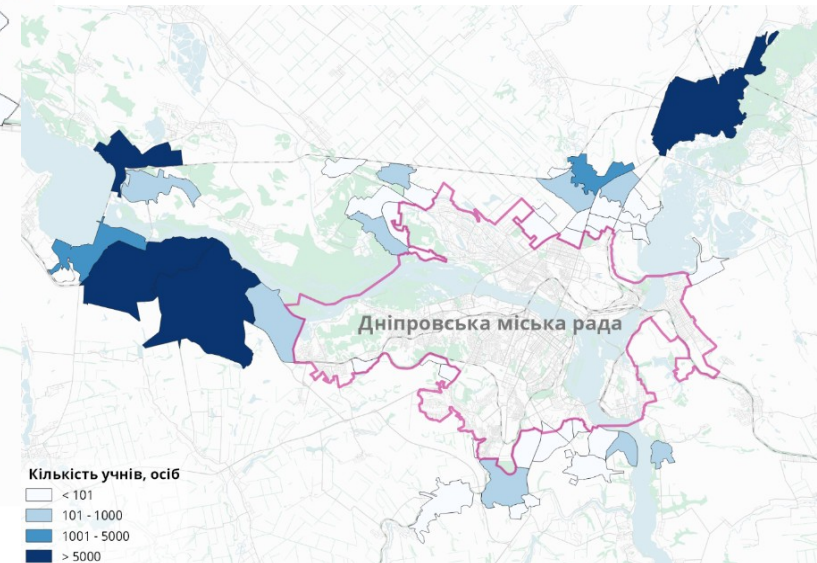 Дніпровська міська рада
Кількість учнів, осіб
< 101
101 - 1000
1001 - 5000
> 5000